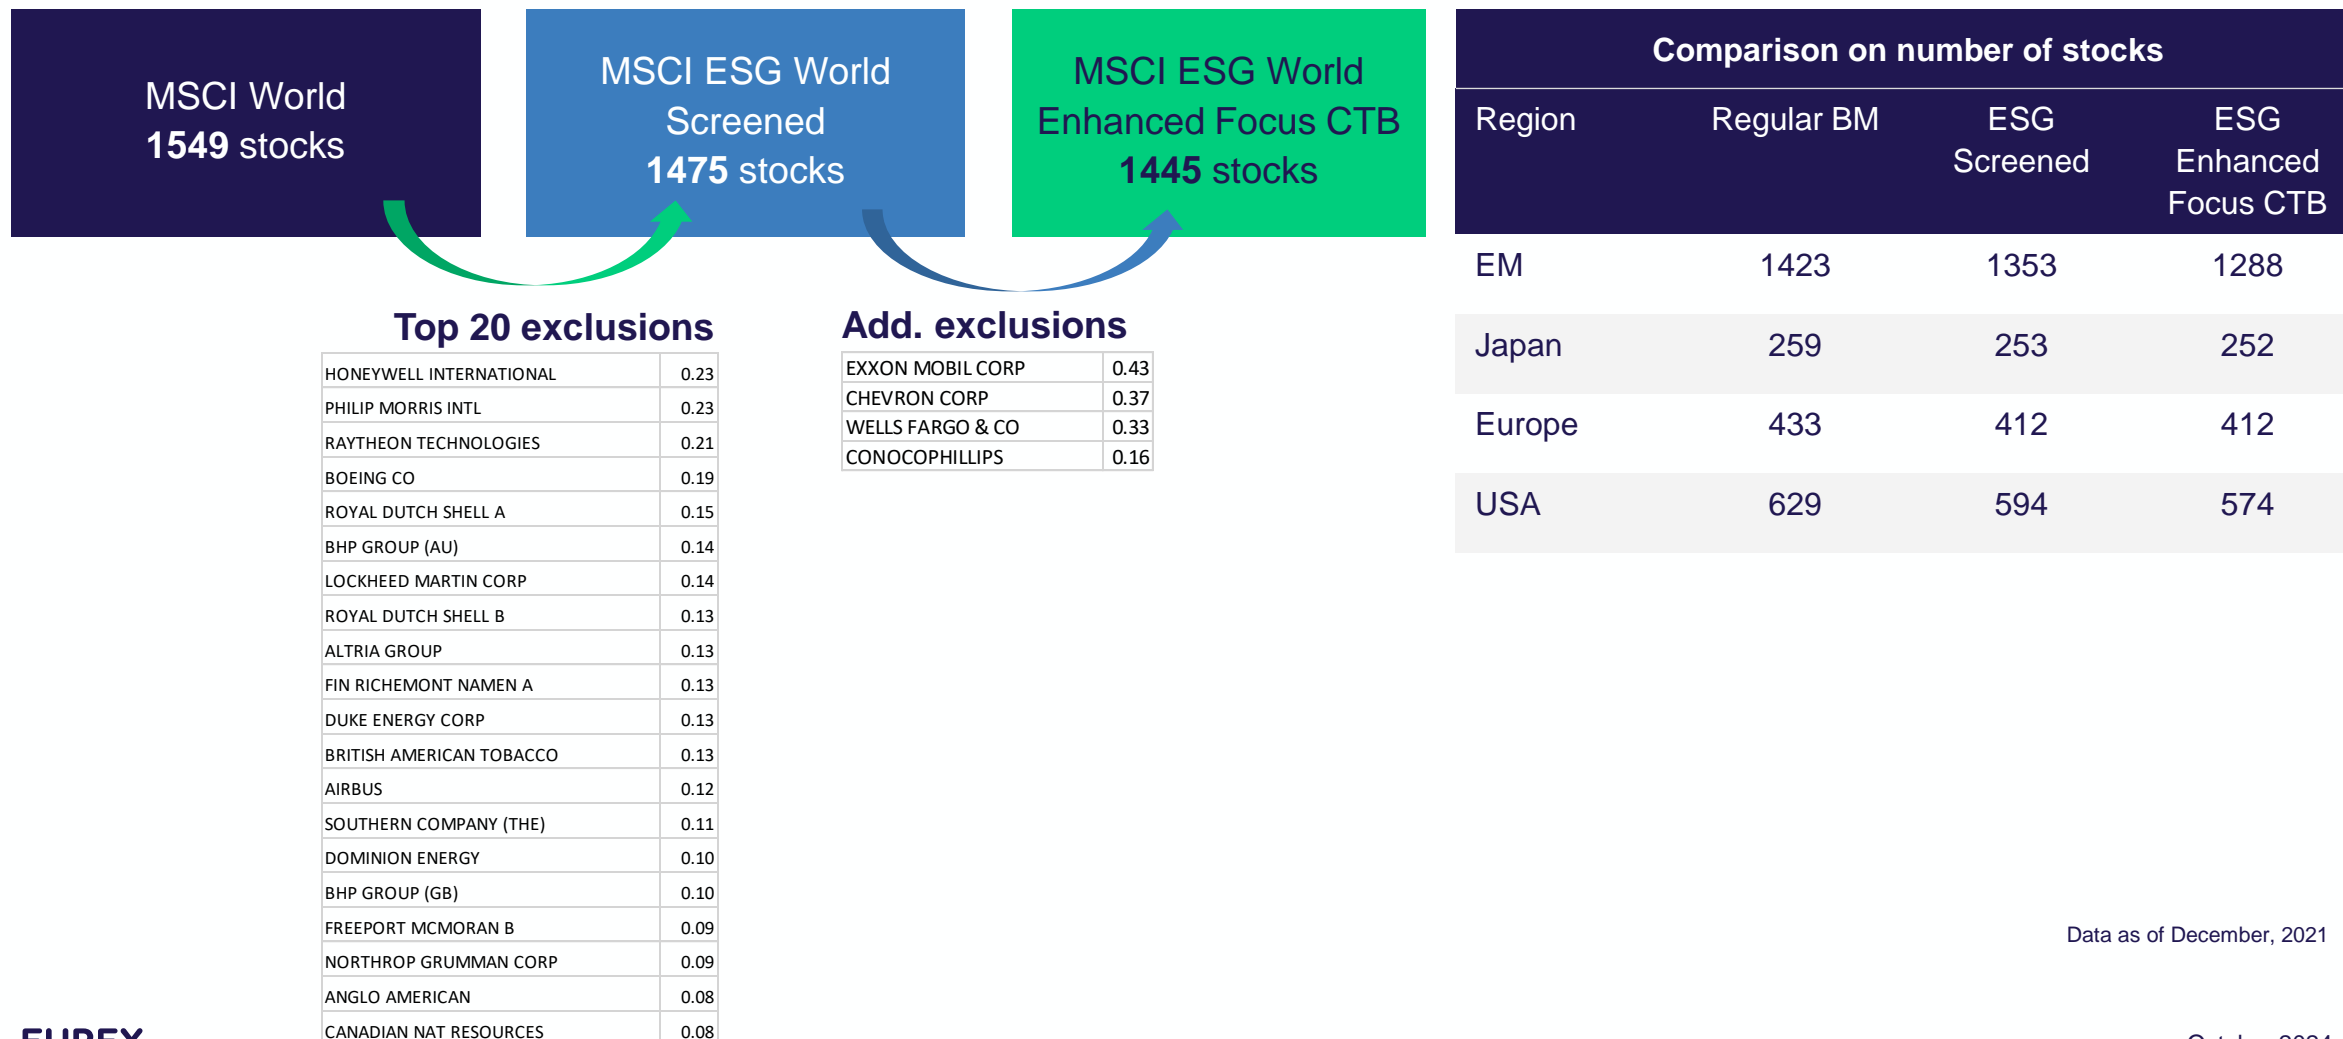 MSCI World
1549 stocks
MSCI ESG World
Screened
1475 stocks
MSCI ESG World
Enhanced Focus CTB
1445 stocks
Top 20 exclusions
HONEYWELL INTERNATIONAL 0.23
PHILIP MORRIS INTL 0.23
RAYTHEON TECHNOLOGIES 0.21
BOEING CO 0.19
ROYAL DUTCH SHELL A 0.15
BHP GROUP (AU) 0.14
LOCKHEED MARTIN CORP 0.14
ROYAL DUTCH SHELL B 0.13
ALTRIA GROUP 0.13
FIN RICHEMONT NAMEN A 0.13
DUKE ENERGY CORP 0.13
BRITISH AMERICAN TOBACCO 0.13
AIRBUS 0.12
SOUTHERN COMPANY (THE) 0.11
DOMINION ENERGY 0.10
BHP GROUP (GB) 0.10
FREEPORT MCMORAN B 0.09
NORTHROP GRUMMAN CORP 0.09
ANGLO AMERICAN 0.08
CANADIAN NAT RESOURCES 0.08
Add. exclusions
EXXON MOBIL CORP 0.43
CHEVRON CORP 0.37
WELLS FARGO & CO 0.33
CONOCOPHILLIPS 0.16
Comparison on number of stocks
Region Regular BM ESG Screened ESG Enhanced Focus CTB
EM 1423 1353 1288
Japan 259 253 252
Europe 433 412 412
USA 629 594 574
Data as of December, 2021
EUREX